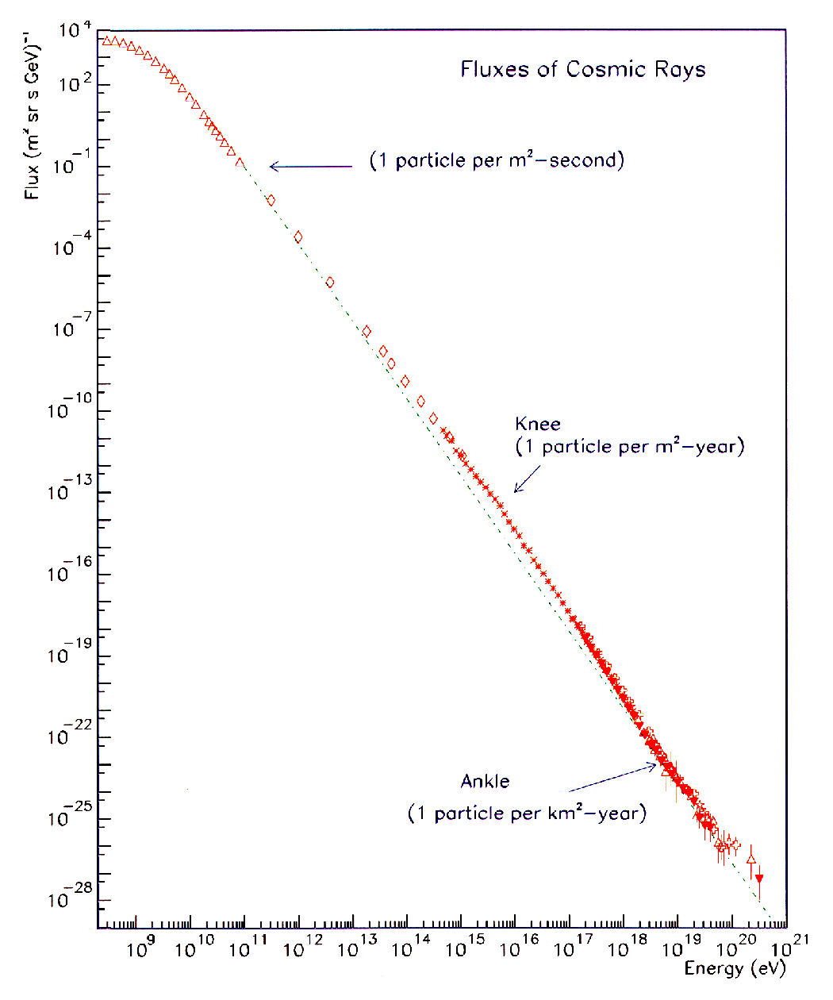 Fluxes of Cosmic Rays
Flux (m² sr s GeV)⁻¹
10⁴
10²
10⁻¹
10⁻⁴
10⁻⁷
10⁻¹⁰
10⁻¹³
10⁻¹⁶
10⁻¹⁹
10⁻²²
10⁻²⁵
10⁻²⁸
(1 particle per m²−second)
Knee
(1 particle per m²−year)
Ankle
(1 particle per km²−year)
10⁹ 10¹⁰ 10¹¹ 10¹² 10¹³ 10¹⁴ 10¹⁵ 10¹⁶ 10¹⁷ 10¹⁸ 10¹⁹ 10²⁰ 10²¹
Energy (eV)